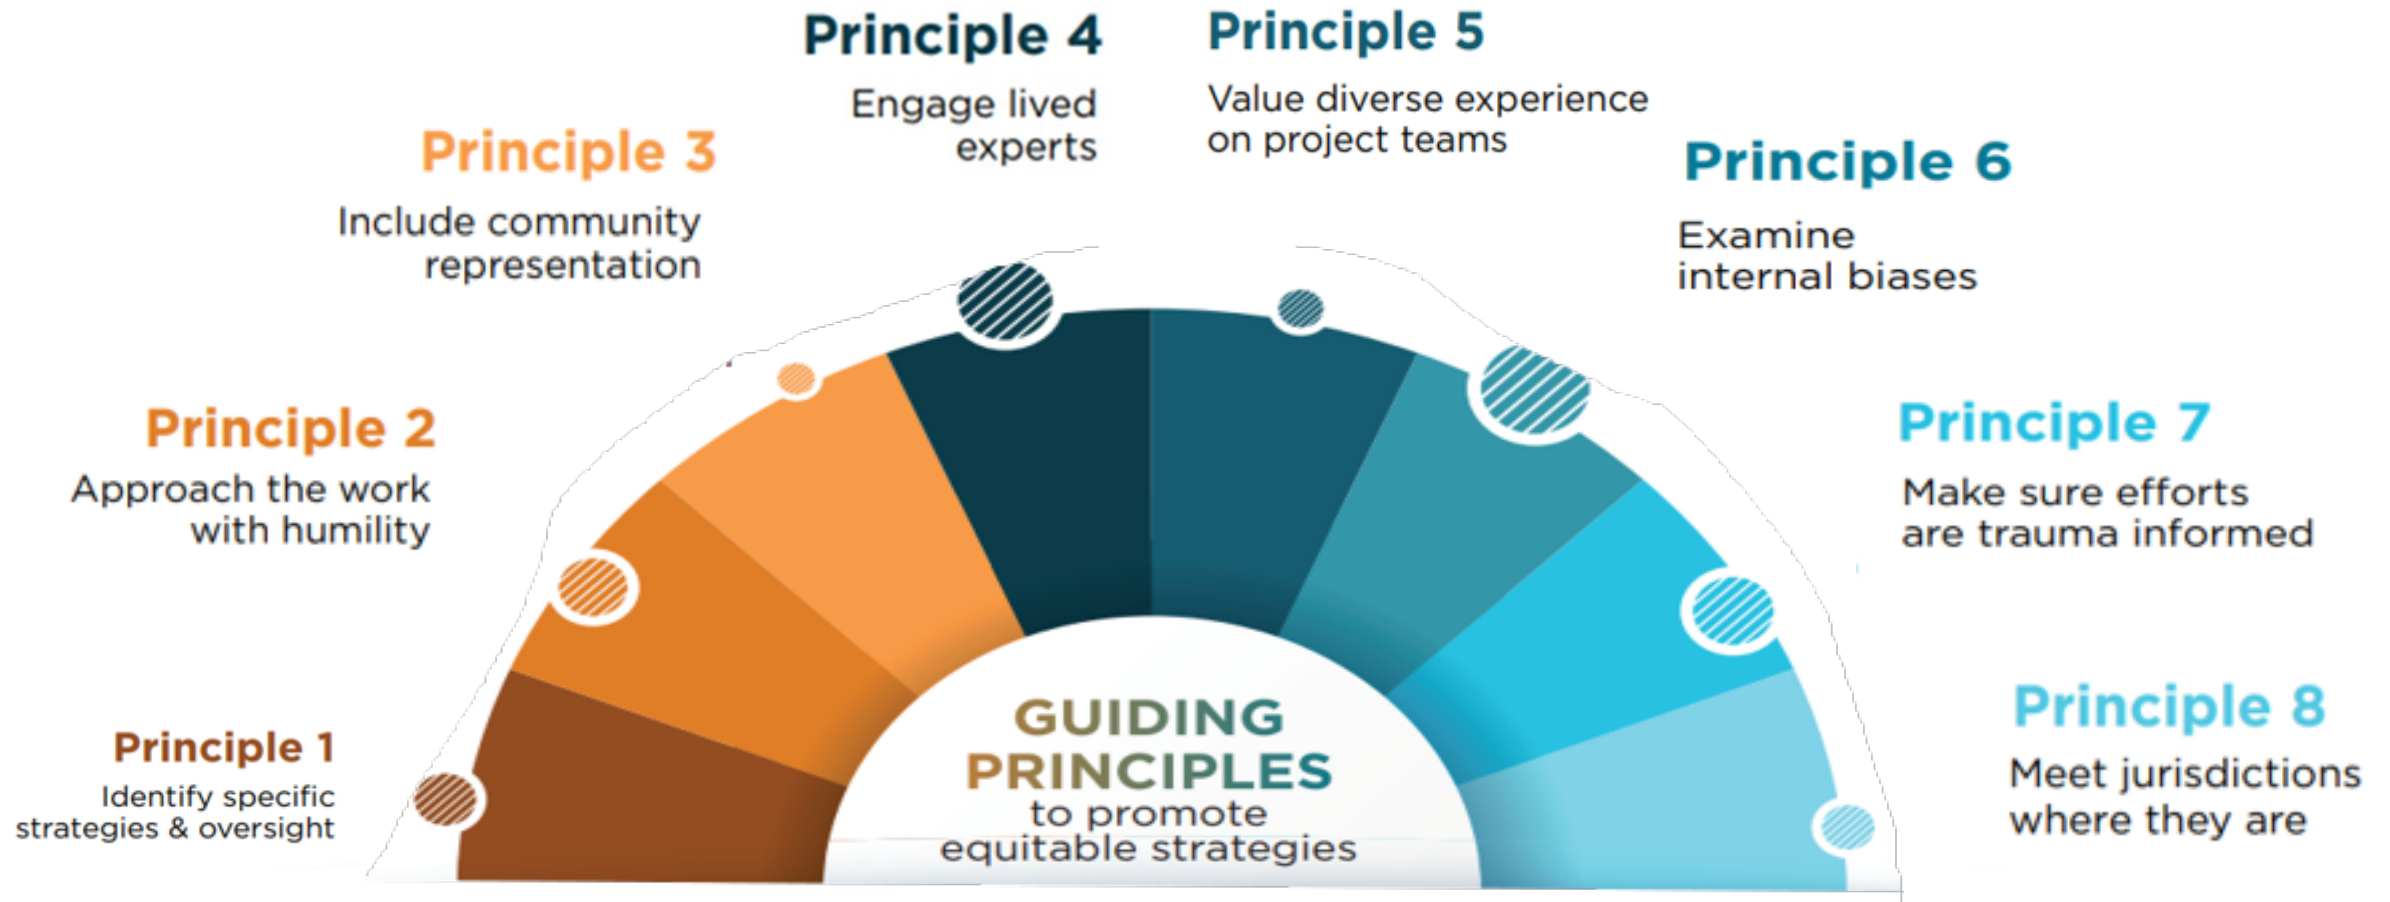 Principle 1
Identify specific
strategies & oversight
Principle 2
Approach the work
with humility
Principle 3
Include community
representation
Principle 4
Engage lived
experts
Principle 5
Value diverse experience
on project teams
Principle 6
Examine
internal biases
Principle 7
Make sure efforts
are trauma informed
Principle 8
Meet jurisdictions
where they are
GUIDING
PRINCIPLES
to promote
equitable strategies